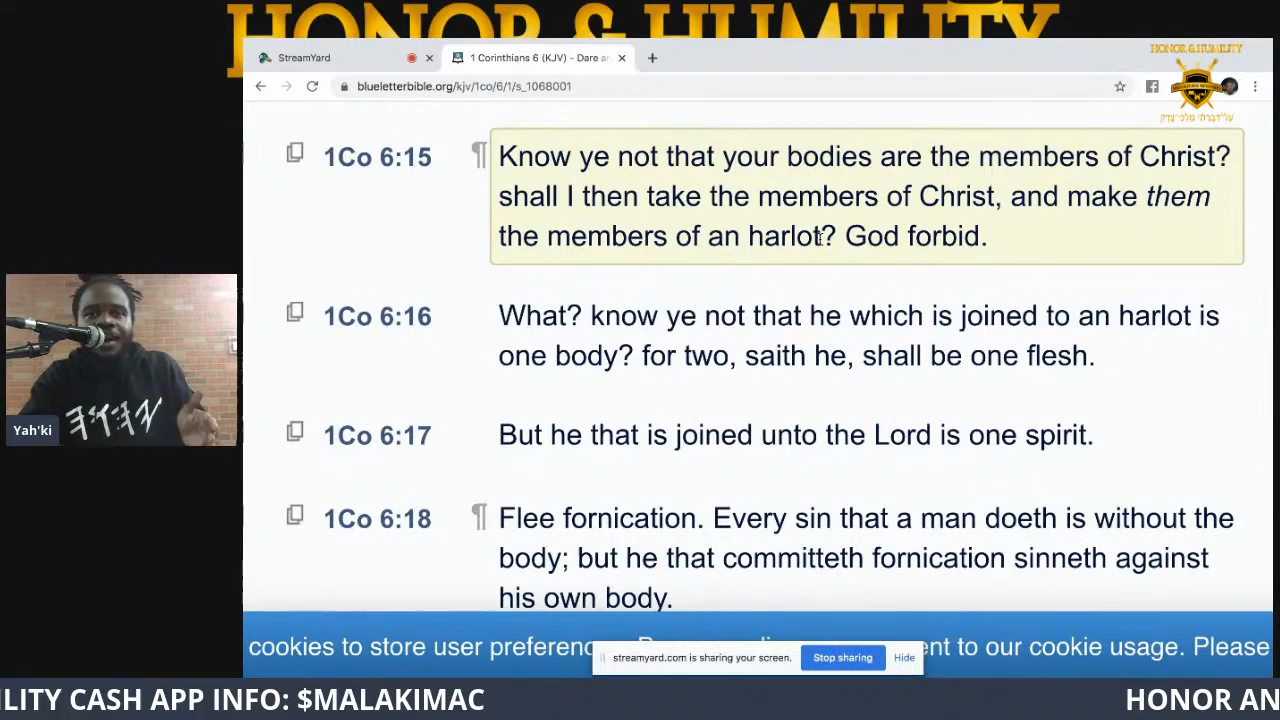 HONOR & HUMILITY
HONOR & HUMILITY
StreamYard
1 Corinthians 6 (KJV) – Dare a
blueletterbible.org/kjv/1co/6/1/s_1068001
1Co 6:15 ¶ Know ye not that your bodies are the members of Christ?
shall I then take the members of Christ, and make them
the members of an harlot? God forbid.
1Co 6:16 What? know ye not that he which is joined to an harlot is
one body? for two, saith he, shall be one flesh.
1Co 6:17 But he that is joined unto the Lord is one spirit.
1Co 6:18 ¶ Flee fornication. Every sin that a man doeth is without the
body; but he that committeth fornication sinneth against
his own body.
Yah'ki
cookies to store user preferenc
nt to our cookie usage. Please
streamyard.com is sharing your screen. Stop sharing Hide
ILITY CASH APP INFO: $MALAKIMAC HONOR AN